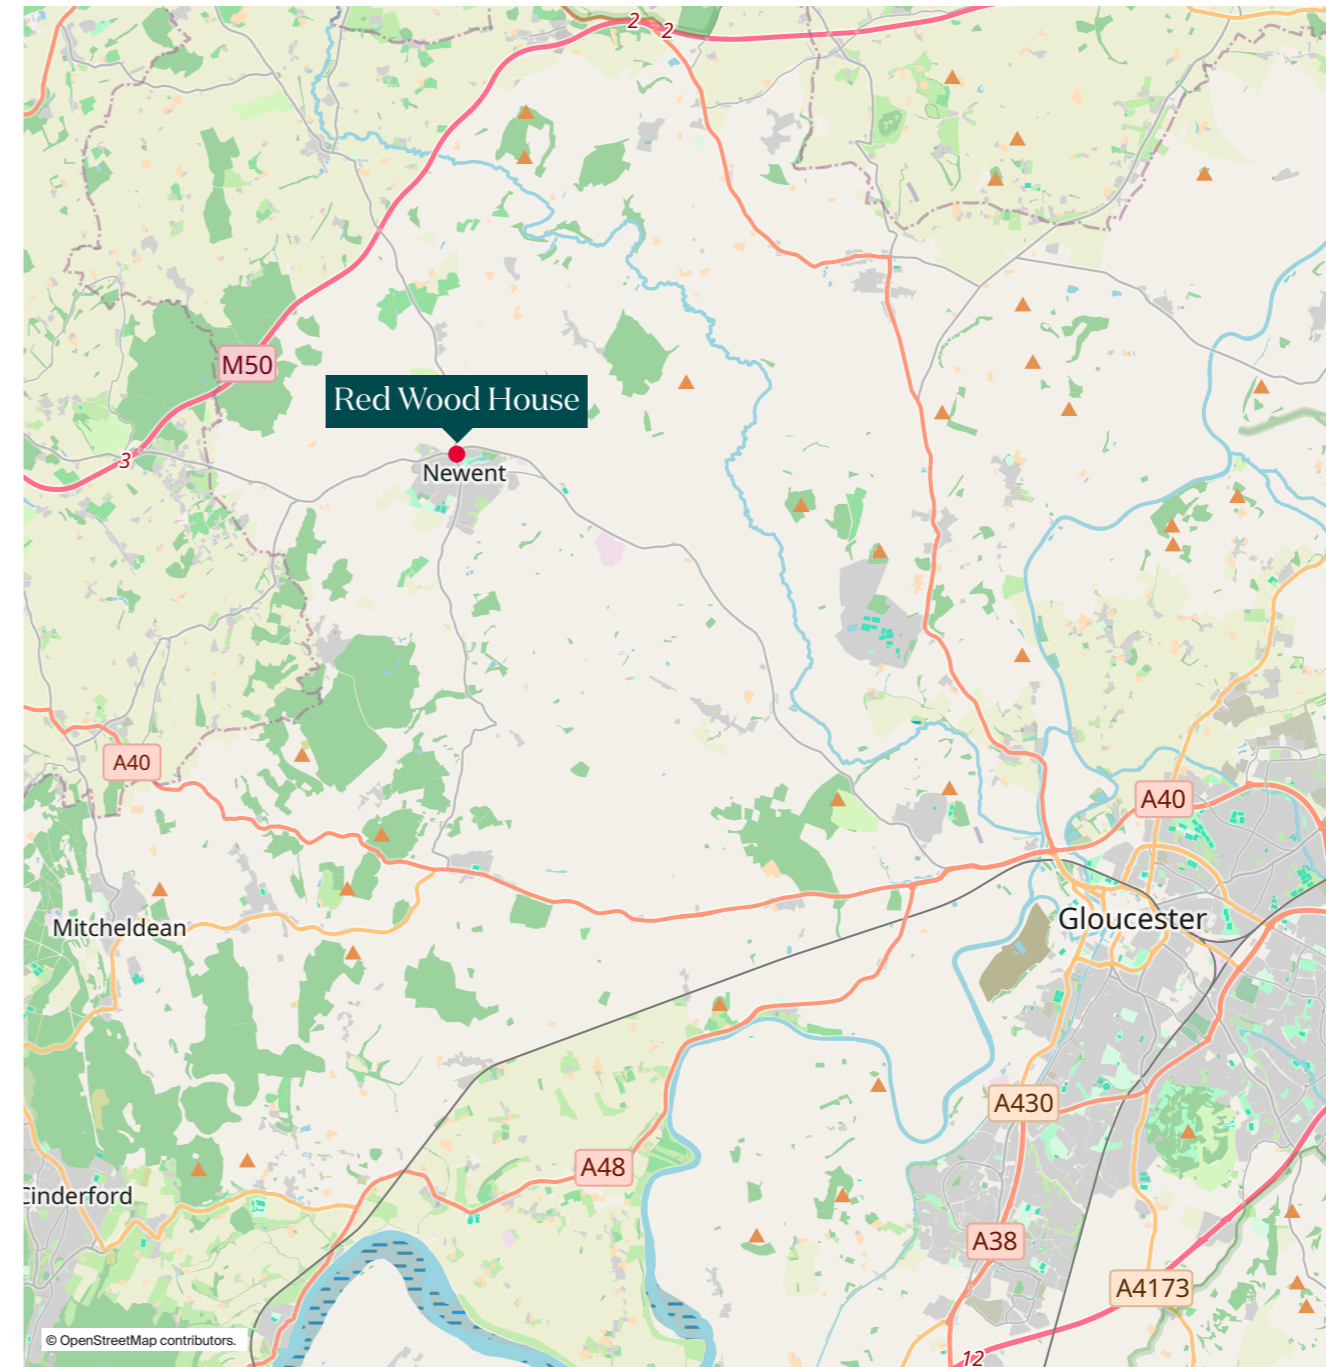 2
2
M50
Red Wood House
3
Newent
A40
A40
Mitcheldean
Gloucester
A430
A48
Cinderford
A38
A4173
© OpenStreetMap contributors.
12